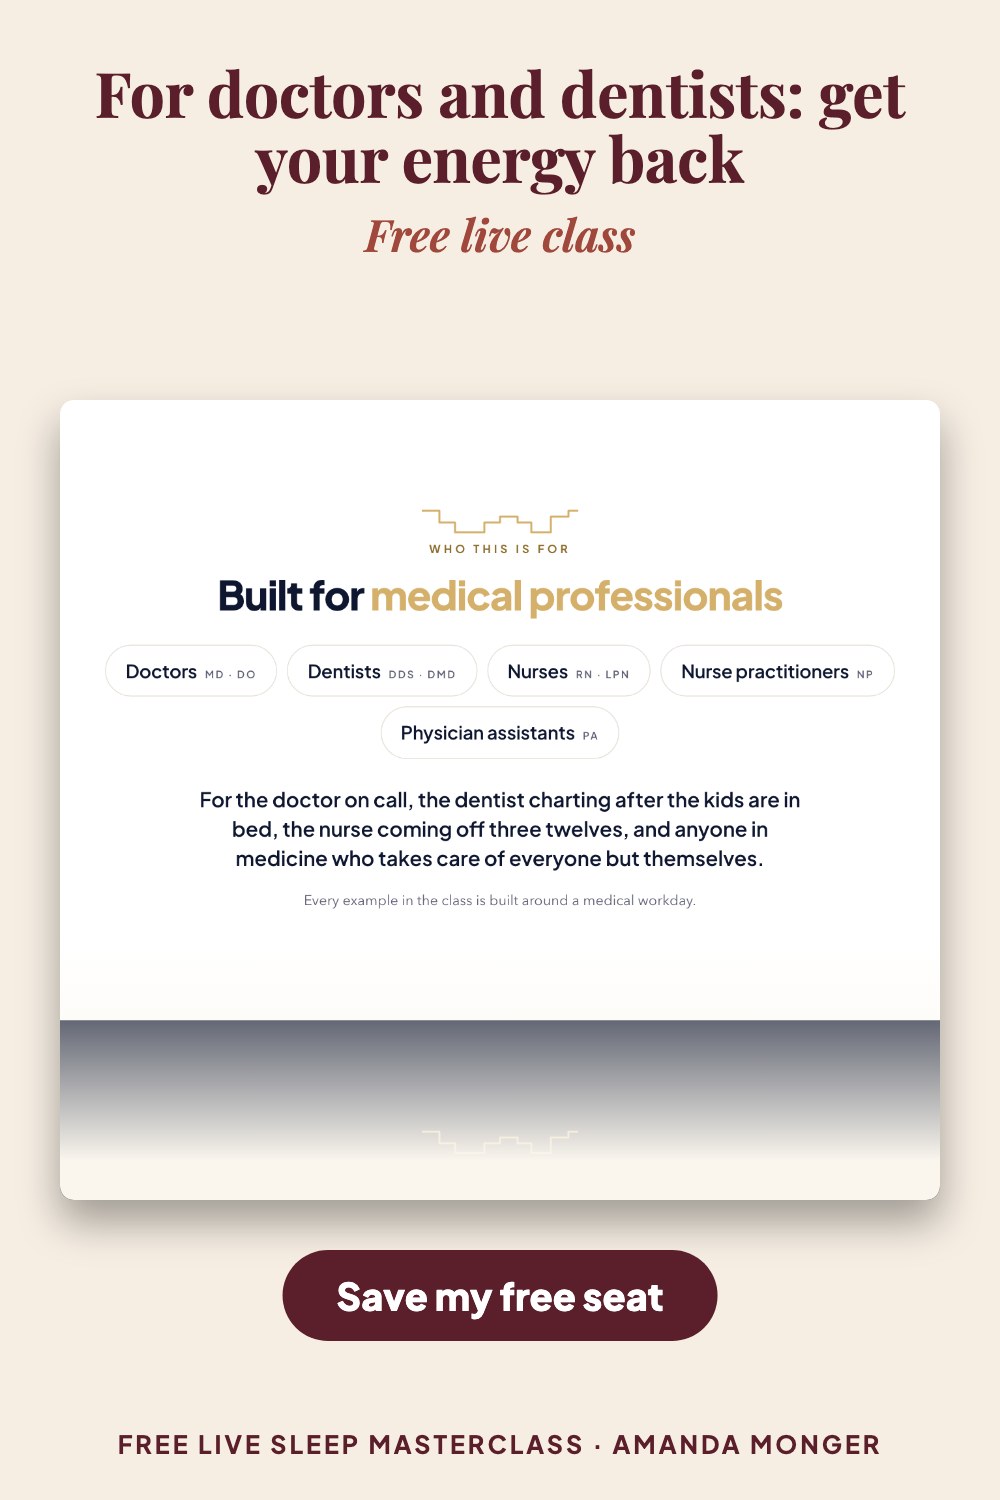 For doctors and dentists: get
your energy back
Free live class
WHO THIS IS FOR
Built for medical professionals
Doctors MD · DO Dentists DDS · DMD Nurses RN · LPN Nurse practitioners NP
Physician assistants PA
For the doctor on call, the dentist charting after the kids are in
bed, the nurse coming off three twelves, and anyone in
medicine who takes care of everyone but themselves.
Every example in the class is built around a medical workday.
Save my free seat
FREE LIVE SLEEP MASTERCLASS · AMANDA MONGER